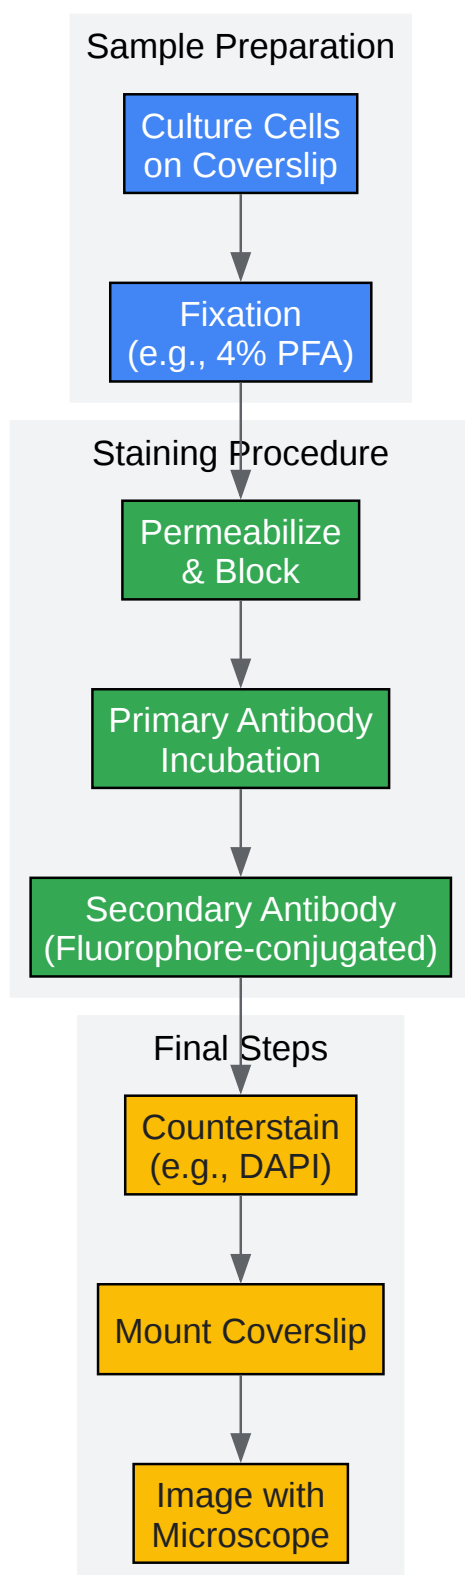 Sample Preparation
Culture Cells
on Coverslip
Fixation
(e.g., 4% PFA)
Staining Procedure
Permeabilize
& Block
Primary Antibody
Incubation
Secondary Antibody
(Fluorophore-conjugated)
Final Steps
Counterstain
(e.g., DAPI)
Mount Coverslip
Image with
Microscope